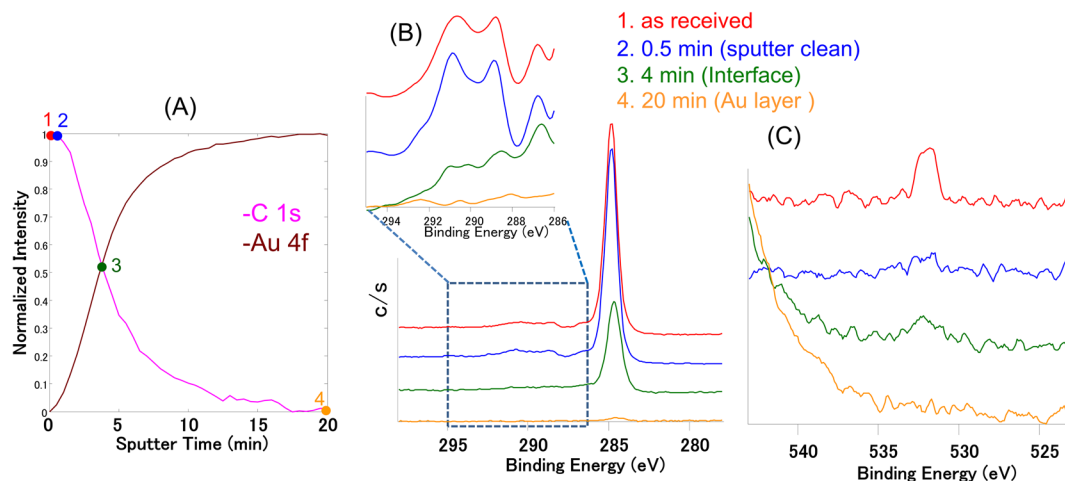 (A)
1 2
1
0.9
0.8
0.7
0.6
0.5
0.4
0.3
0.2
0.1
0
0 5 10 15 20
Normalized Intensity
Sputter Time (min)
-C 1s
-Au 4f
3
4
(B)
294 292 290 288 286
Binding Energy (eV)
c/s
295 290 285 280
Binding Energy (eV)
1. as received
2. 0.5 min (sputter clean)
3. 4 min (Interface)
4. 20 min (Au layer )
(C)
540 535 530 525
Binding Energy (eV)